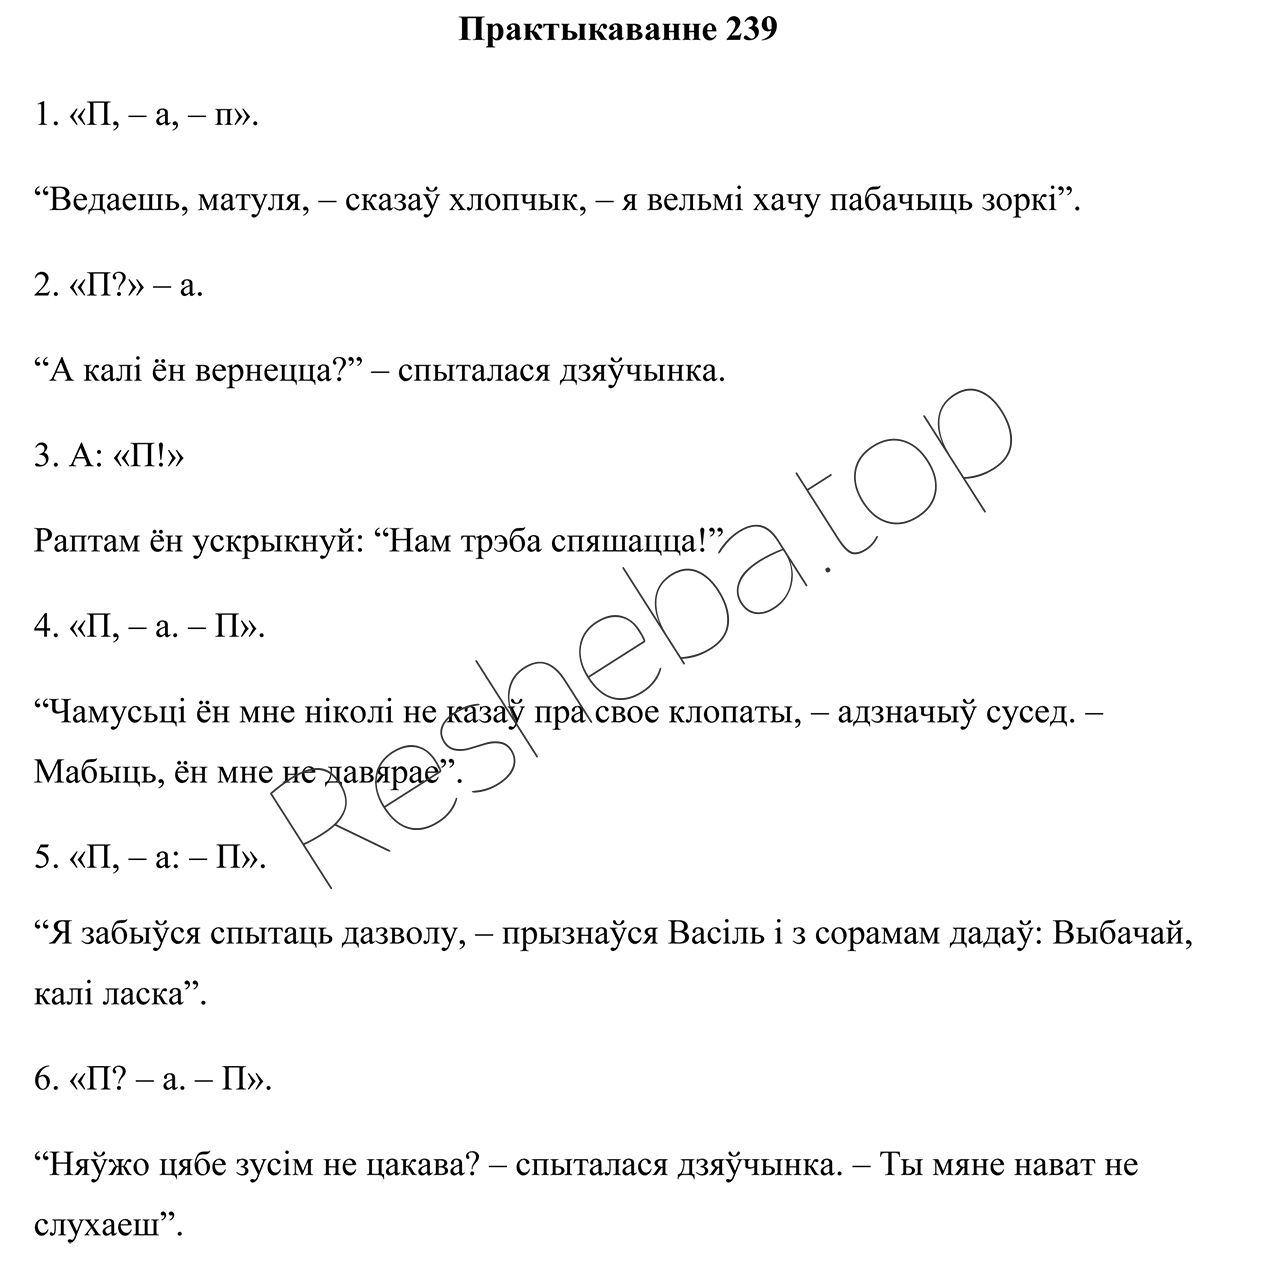 Практыкаванне 239
1. «П, – а, – п».
“Ведаешь, матуля, – сказаў хлопчык, – я вельмі хачу пабачыць зоркі”.
2. «П?» – а.
“А калі ён вернецца?” – спыталася дзяўчынка.
3. А: «П!»
Раптам ён ускрыкнуй: “Нам трэба спяшацца!”
4. «П, – а. – П».
“Чамусьці ён мне ніколі не казаў пра свое клопаты, – адзначыў сусед. –
Мабыць, ён мне не давярае”.
5. «П, – а: – П».
“Я забыўся спытаць дазволу, – прызнаўся Васіль і з сорамам дадаў: Выбачай,
калі ласка”.
6. «П? – а. – П».
“Няўжо цябе зусім не цакава? – спыталася дзяўчынка. – Ты мяне нават не
слухаеш”.
Resheba.top